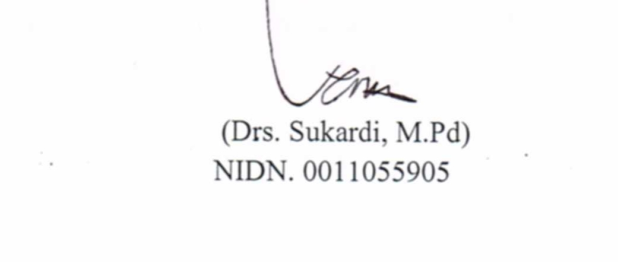 (Drs. Sukardi, M.Pd)
NIDN. 0011055905